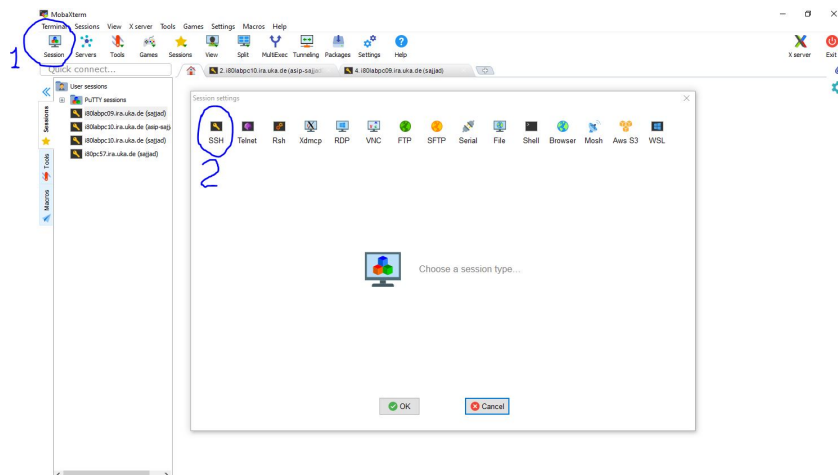 MobaXterm
Terminal Sessions View X server Tools Games Settings Macros Help
1
Session Servers Tools Games Sessions View Split MultiExec Tunneling Packages Settings Help X server Exit
Quick connect...
2. i80labpc10.ira.uka.de (asip-sajjad) 4. i80labpc09.ira.uka.de (sajjad)
User sessions
PuTTY sessions
i80labpc09.ira.uka.de (sajjad)
i80labpc10.ira.uka.de (asip-sajj
i80labpc10.ira.uka.de (sajjad)
i80pc57.ira.uka.de (sajjad)
Sessions
Tools
Macros
Session settings
SSH Telnet Rsh Xdmcp RDP VNC FTP SFTP Serial File Shell Browser Mosh Aws S3 WSL
2
Choose a session type...
OK Cancel